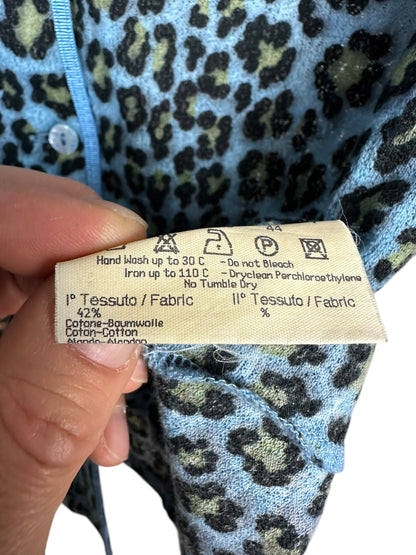 44
P
Hand Wash up to 30 C - Do not Bleach
Iron up to 110 C - Dryclean Perchloroethylene
No Tumble Dry
I° Tessuto / Fabric II° Tessuto / Fabric
42% %
Cotone-Baumwolle
Coton-Cotton